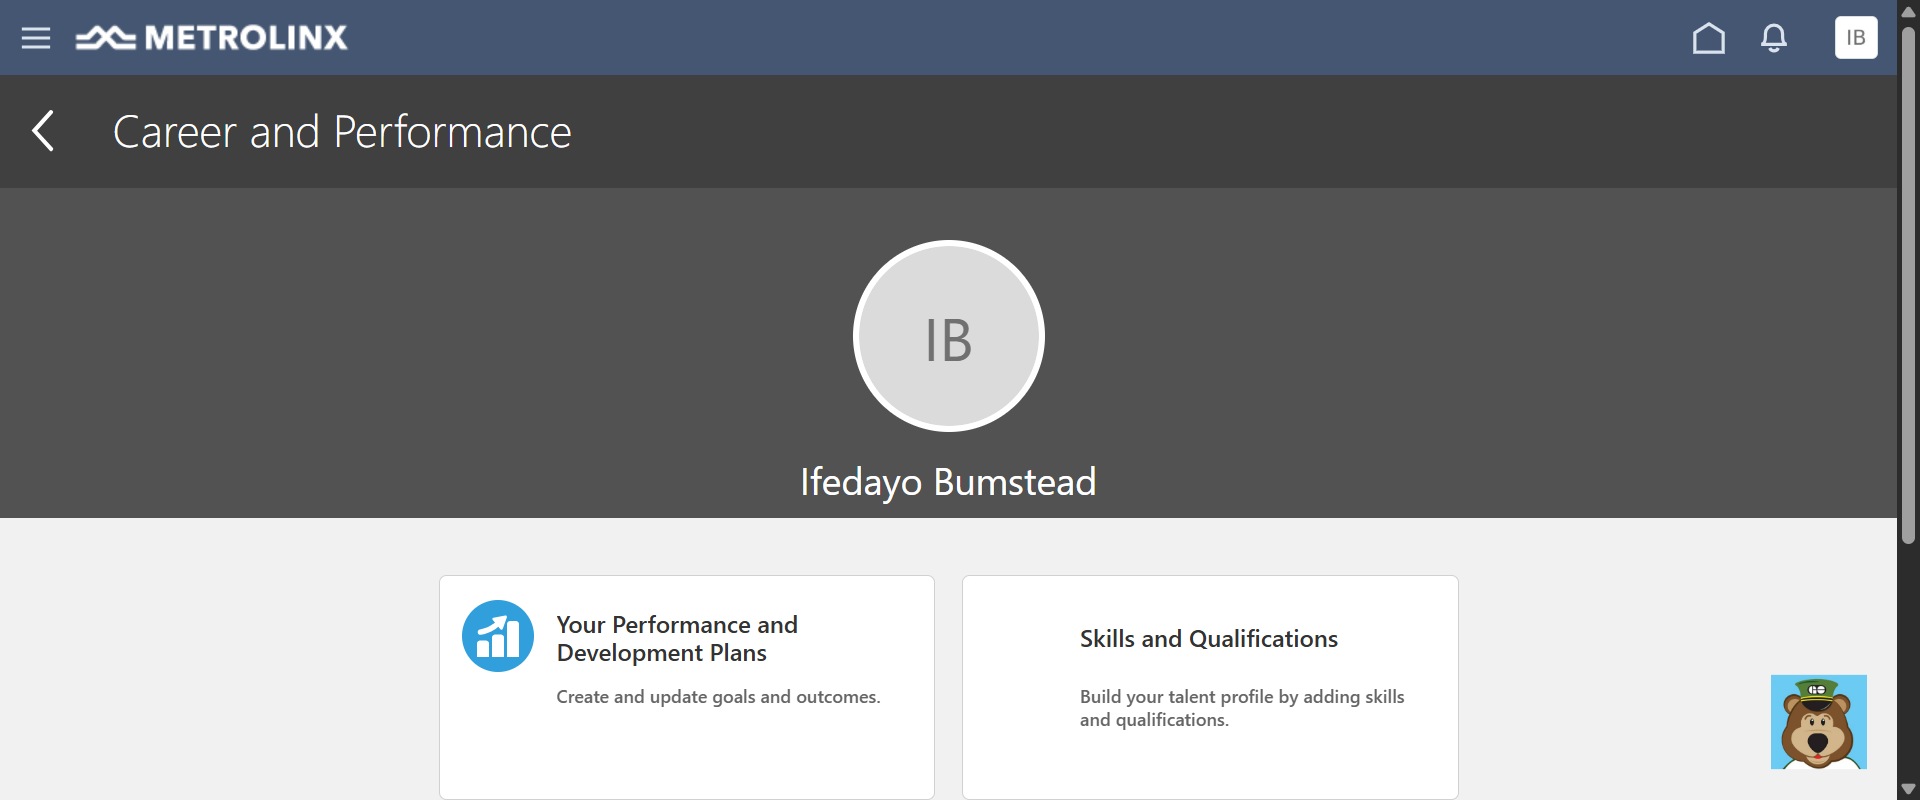 METROLINX
IB
Career and Performance
IB
Ifedayo Bumstead
Your Performance and
Development Plans
Create and update goals and outcomes.
Skills and Qualifications
Build your talent profile by adding skills
and qualifications.
GO